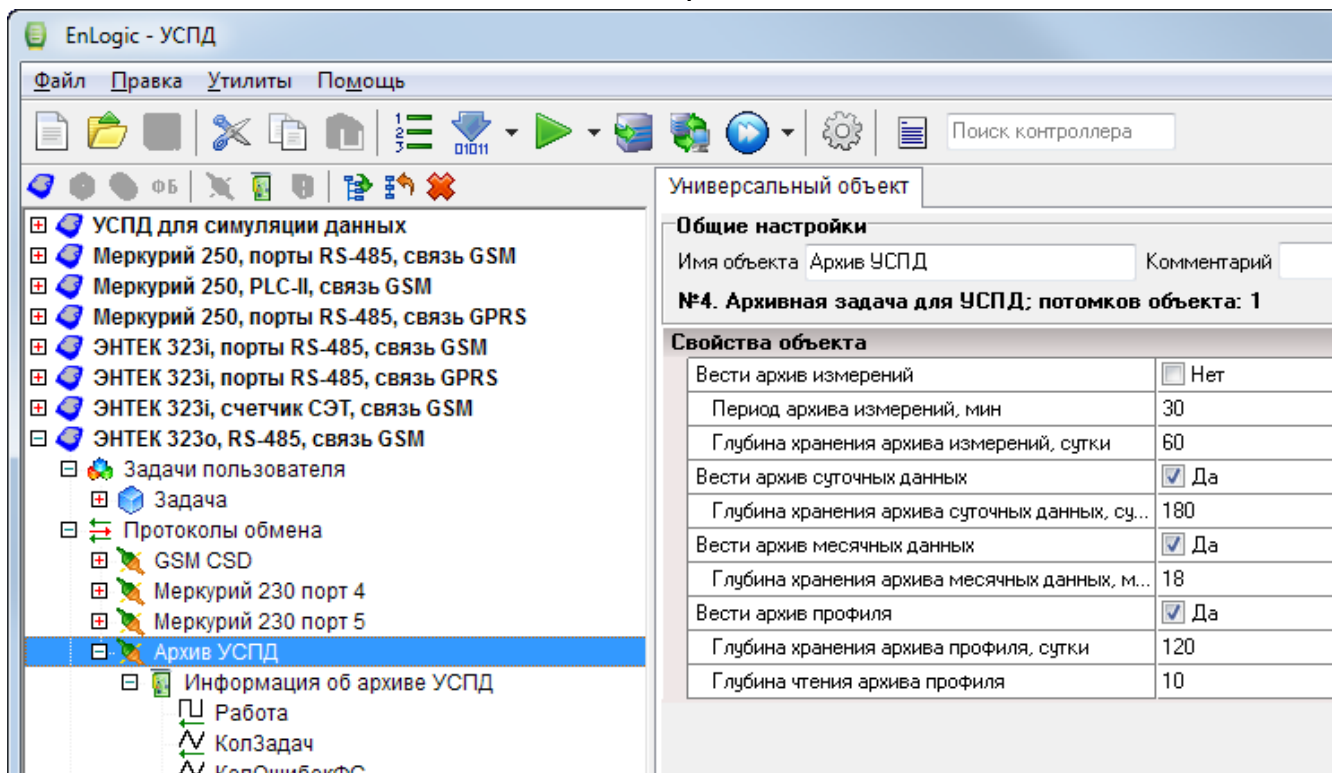 EnLogic - УСПД
Файл Правка Утилиты Помощь
1 2 3 01011 Поиск контроллера
ФБ
УСПД для симуляции данных
Меркурий 250, порты RS-485, связь GSM
Меркурий 250, PLC-II, связь GSM
Меркурий 250, порты RS-485, связь GPRS
ЭНТЕК 323i, порты RS-485, связь GSM
ЭНТЕК 323i, порты RS-485, связь GPRS
ЭНТЕК 323i, счетчик СЭТ, связь GSM
ЭНТЕК 323о, RS-485, связь GSM
Задачи пользователя
Задача
Протоколы обмена
GSM CSD
Меркурий 230 порт 4
Меркурий 230 порт 5
Архив УСПД
Информация об архиве УСПД
Работа
КолЗадач
КолОшибокФС
Универсальный объект
Общие настройки
Имя объекта Архив УСПД Комментарий
№4. Архивная задача для УСПД; потомков объекта: 1
Свойства объекта
Вести архив измерений Нет
Период архива измерений, мин 30
Глубина хранения архива измерений, сутки 60
Вести архив суточных данных Да
Глубина хранения архива суточных данных, су... 180
Вести архив месячных данных Да
Глубина хранения архива месячных данных, м... 18
Вести архив профиля Да
Глубина хранения архива профиля, сутки 120
Глубина чтения архива профиля 10